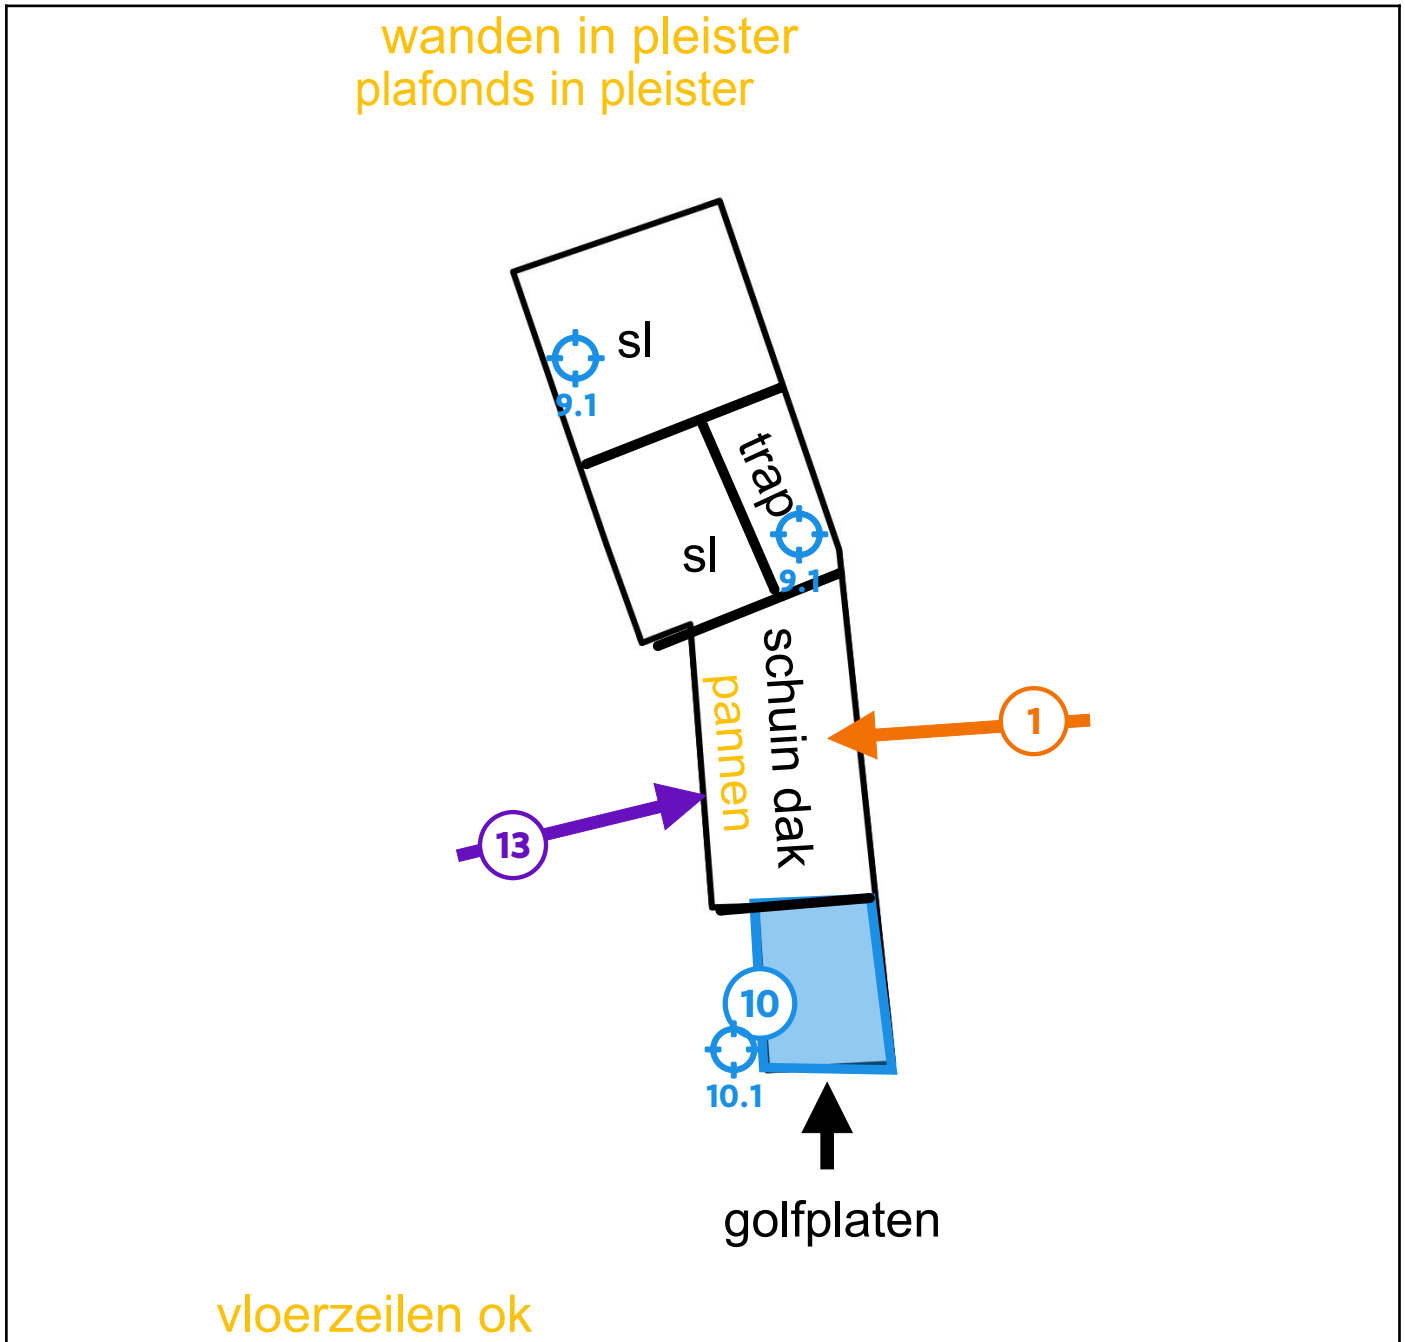 wanden in pleister
plafonds in pleister
sl
9.1
trap
sl
9.1
schuin dak
pannen
1
13
10
10.1
golfplaten
vloerzeilen ok